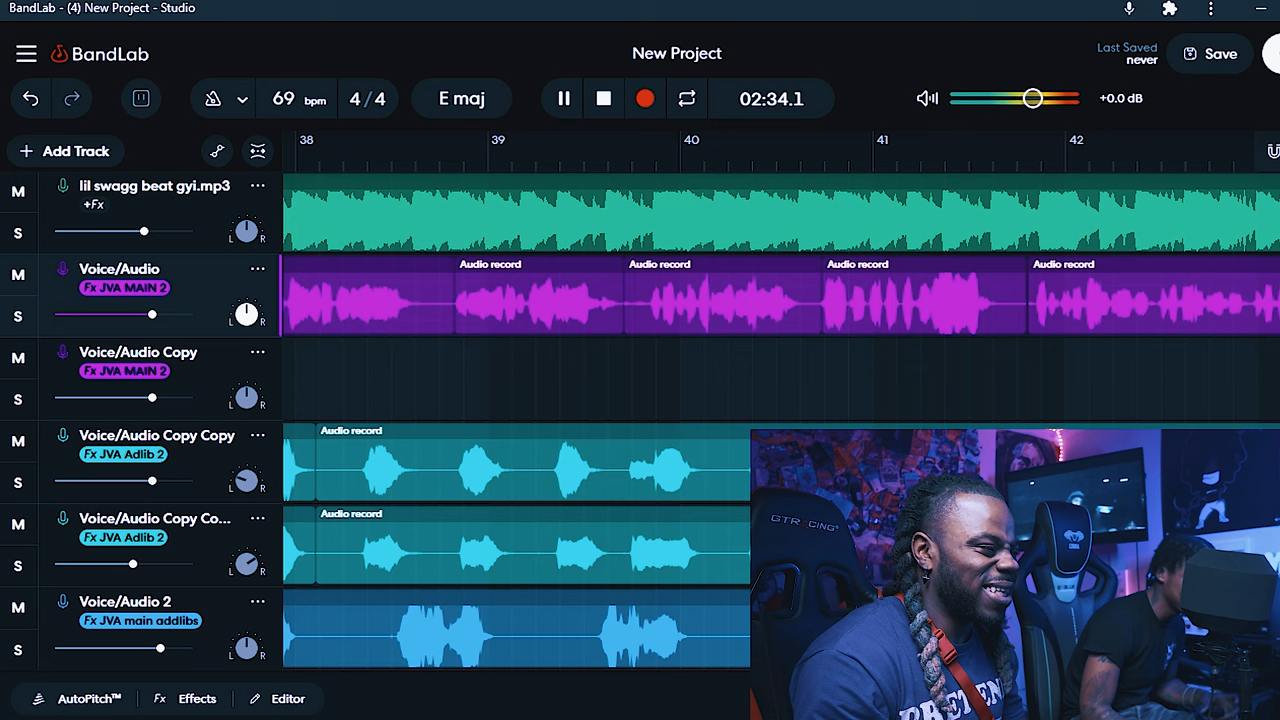 BandLab - (4) New Project - Studio
BandLab
New Project
Last Saved
never
Save
69 bpm
4/4
E maj
02:34.1
+0.0 dB
+ Add Track
38
39
40
41
42
M
S
lil swagg beat gyi.mp3
+Fx
L R
M
S
Voice/Audio
Fx JVA MAIN 2
L R
Audio record
Audio record
Audio record
Audio record
M
S
Voice/Audio Copy
Fx JVA MAIN 2
L R
M
S
Voice/Audio Copy Copy
Fx JVA Adlib 2
L R
Audio record
M
S
Voice/Audio Copy Co...
Fx JVA Adlib 2
L R
Audio record
M
S
Voice/Audio 2
Fx JVA main addlibs
L R
GTRACING
PRETEN
AutoPitch™
Fx Effects
Editor